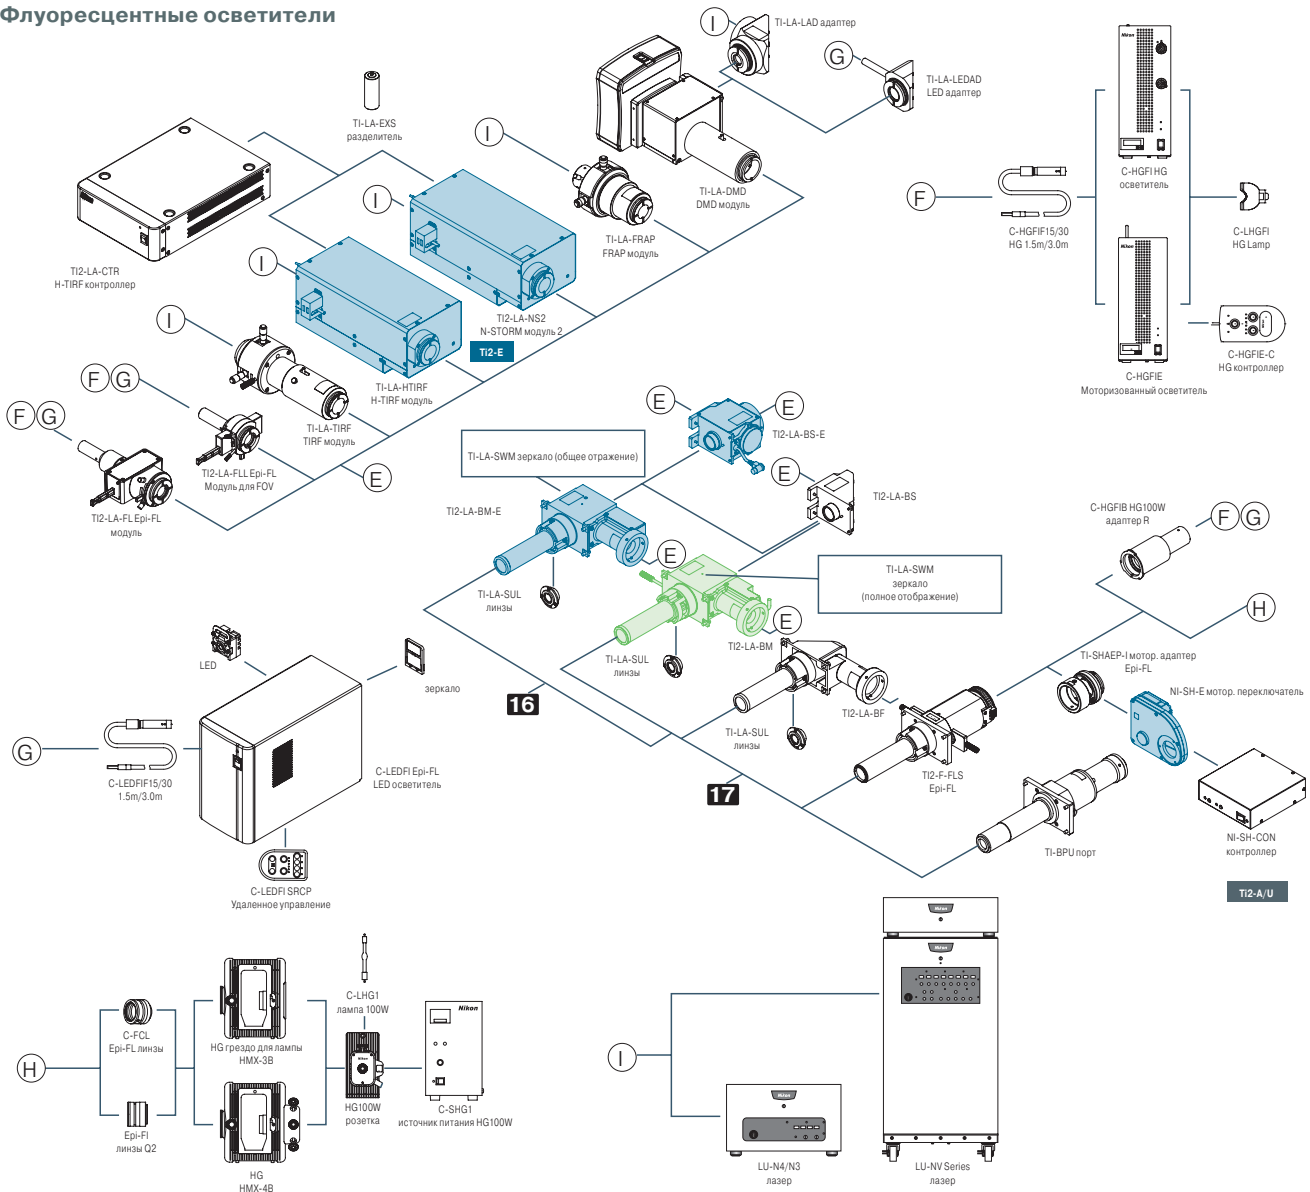 Флуоресцентные осветители
I
TI-LA-LAD адаптер
G
TI-LA-LEDAD
LED адаптер
TI-LA-EXS
разделитель
I
TI-LA-DMD
DMD модуль
TI-LA-FRAP
FRAP модуль
I
TI2-LA-CTR
H-TIRF контроллер
I
TI2-LA-NS2
N-STORM модуль 2
Ti2-E
I
TI-LA-HTIRF
H-TIRF модуль
TI-LA-TIRF
TIRF модуль
F G
F G
TI2-LA-FLL Epi-FL
Модуль для FOV
E
TI2-LA-FL Epi-FL
модуль
Nikon
C-HGFI HG
осветитель
F
C-HGFIF15/30
HG 1.5m/3.0m
C-LHGFI
HG Lamp
Nikon
C-HGFIE
Моторизованный осветитель
C-HGFIE-C
HG контроллер
E
E
TI2-LA-BS-E
TI-LA-SWM зеркало (общее отражение)
E
TI2-LA-BS
TI2-LA-BM-E
E
TI-LA-SWM
зеркало
(полное отображение)
TI-LA-SUL
линзы
E
TI2-LA-BM
TI-LA-SUL
линзы
TI2-LA-BF
TI-LA-SUL
линзы
16
17
C-HGFIB HG100W
адаптер R
F G
H
TI-SHAEP-I мотор. адаптер
Epi-FL
NI-SH-E мотор. переключатель
TI2-F-FLS
Epi-FL
TI-BPU порт
NI-SH-CON
контроллер
Ti2-A/U
LED
зеркало
G
C-LEDFIF15/30
1.5m/3.0m
C-LEDFI Epi-FL
LED осветитель
C-LEDFI SRCP
Удаленное управление
H
C-FCL
Epi-FL линзы
Epi-Fl
линзы Q2
HG грездо для лампы
HMX-3B
HG
HMX-4B
C-LHG1
лампа 100W
Nikon
HG100W
розетка
Nikon
C-SHG1
источник питания HG100W
I
Nikon
LU-N4/N3
лазер
Nikon
Nikon
LU-NV Series
лазер